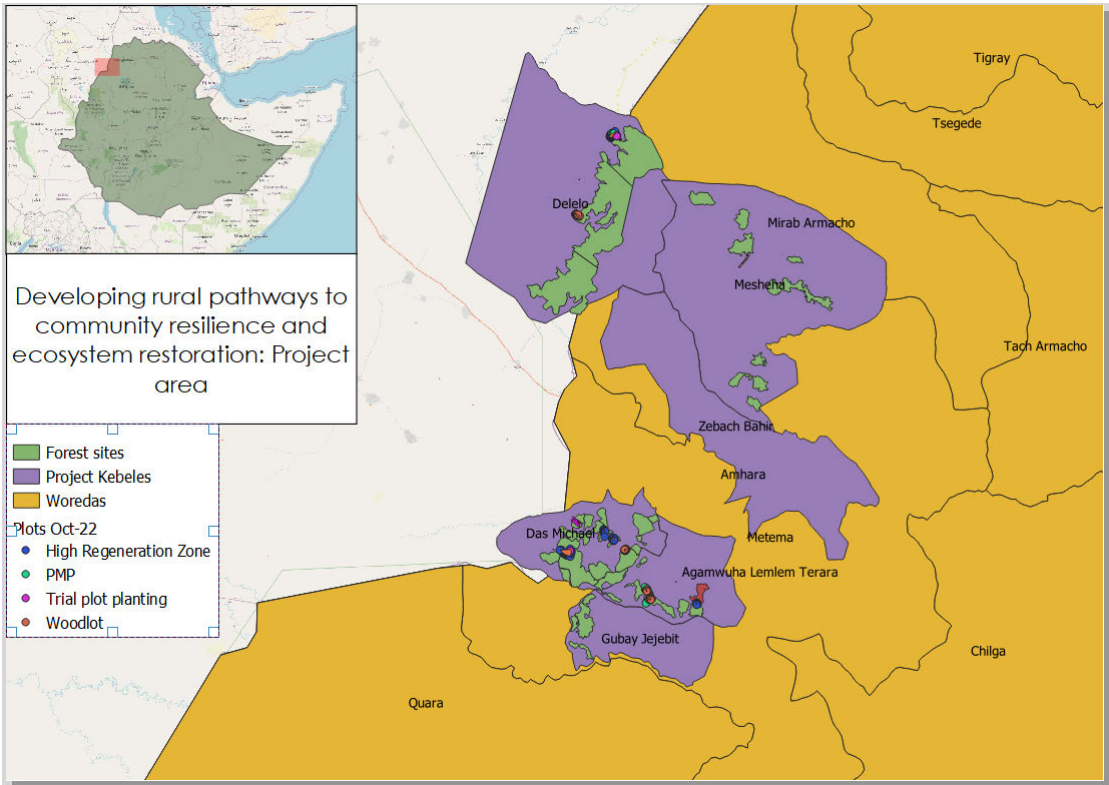 Developing rural pathways to
community resilience and
ecosystem restoration: Project
area
Forest sites
Project Kebeles
Woredas
Plots Oct-22
High Regeneration Zone
PMP
Trial plot planting
Woodlot
Tigray
Tsegede
Delelo
Mirab Armacho
Mesheha
Tach Armacho
Zebach Bahir
Amhara
Das Michael
Metema
Agamwuha Lemlem Terara
Gubay Jejebit
Chilga
Quara